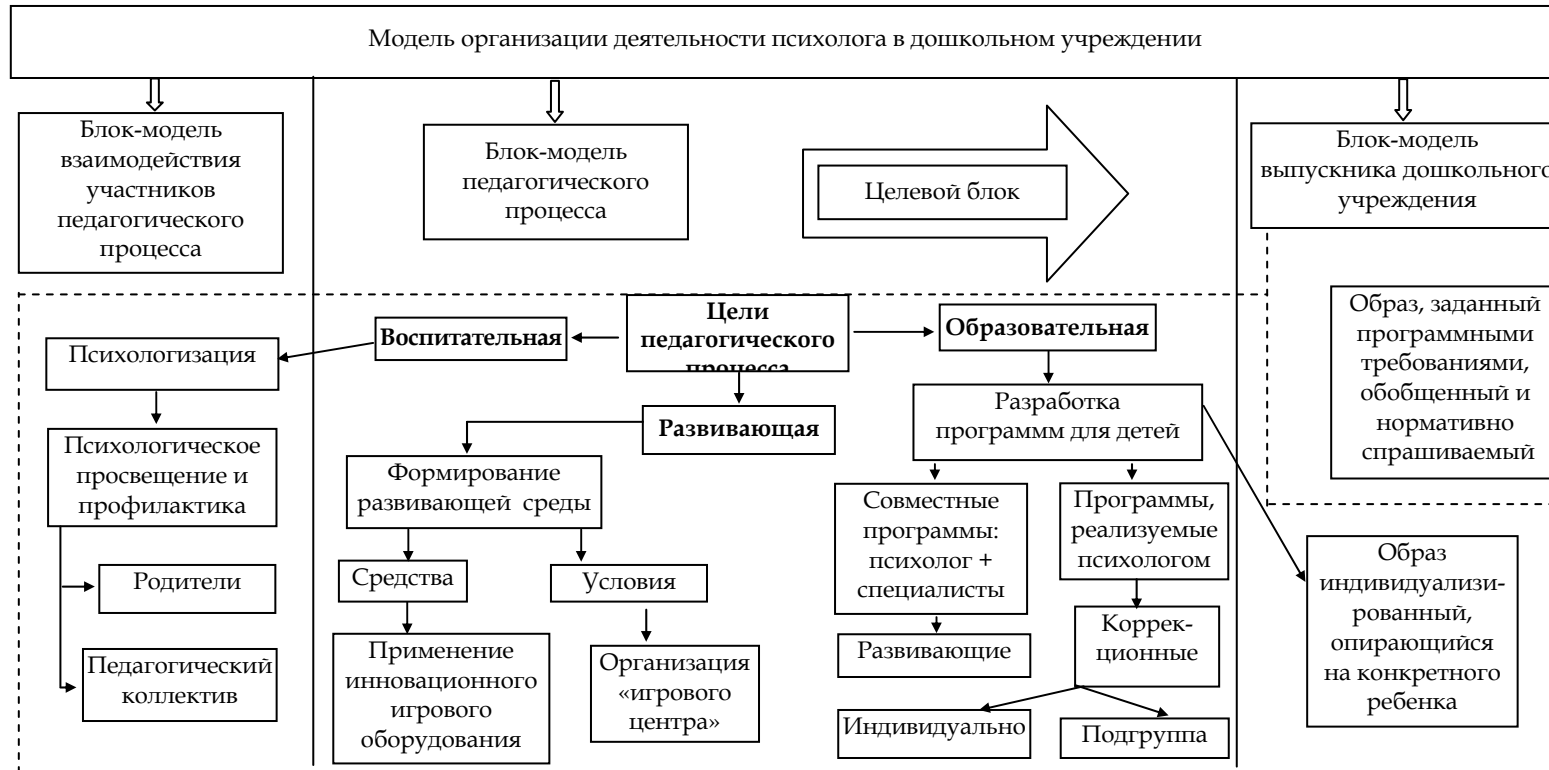 Модель организации деятельности психолога в дошкольном учреждении
Блок-модель
взаимодействия
участников
педагогического
процесса
Блок-модель
педагогического
процесса
Целевой блок
Блок-модель
выпускника дошкольного
учреждения
Цели
педагогического
процесса
Воспитательная
Образовательная
Развивающая
Психологизация
Психологическое
просвещение и
профилактика
Родители
Педагогический
коллектив
Формирование
развивающей среды
Средства
Условия
Применение
инновационного
игрового
оборудования
Организация
«игрового
центра»
Разработка
программм для детей
Совместные
программы:
психолог +
специалисты
Развивающие
Программы,
реализуемые
психологом
Коррек-
ционные
Индивидуально
Подгруппа
Образ, заданный
программными
требованиями,
обобщенный и
нормативно
спрашиваемый
Образ
индивидуализи-
рованный,
опирающийся
на конкретного
ребенка